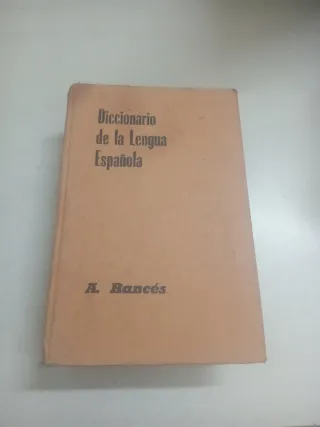 Diccionario
de la Lengua
Española
A. Rancés